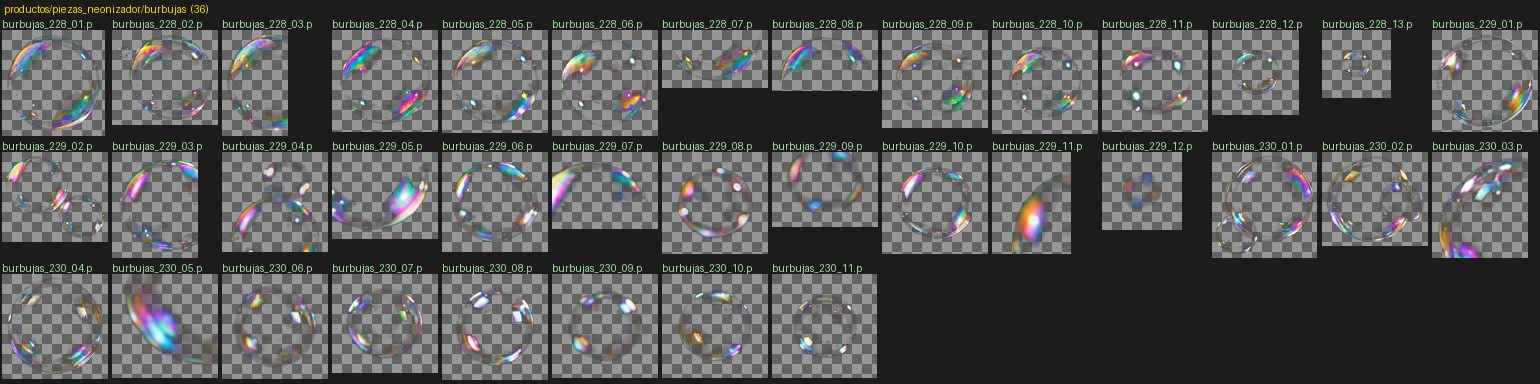 productos/piezas_neonizador/burbujas (36)
burbujas_228_01.p burbujas_228_02.p burbujas_228_03.p burbujas_228_04.p burbujas_228_05.p burbujas_228_06.p burbujas_228_07.p burbujas_228_08.p burbujas_228_09.p burbujas_228_10.p burbujas_228_11.p burbujas_228_12.p burbujas_228_13.p burbujas_229_01.p
burbujas_229_02.p burbujas_229_03.p burbujas_229_04.p burbujas_229_05.p burbujas_229_06.p burbujas_229_07.p burbujas_229_08.p burbujas_229_09.p burbujas_229_10.p burbujas_229_11.p burbujas_229_12.p burbujas_230_01.p burbujas_230_02.p burbujas_230_03.p
burbujas_230_04.p burbujas_230_05.p burbujas_230_06.p burbujas_230_07.p burbujas_230_08.p burbujas_230_09.p burbujas_230_10.p burbujas_230_11.p